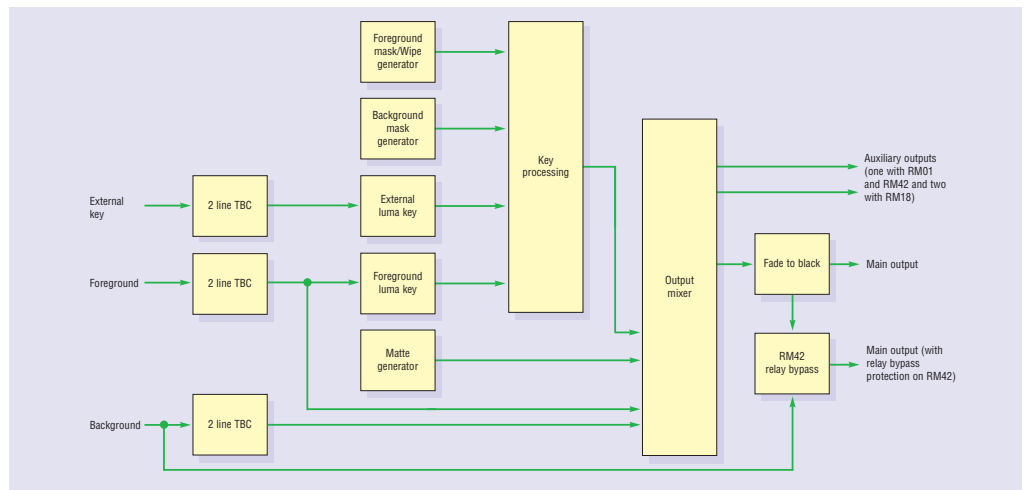 Foreground
mask/Wipe
generator
Background
mask
generator
Key
processing
External
key
2 line TBC
External
luma key
Foreground
2 line TBC
Foreground
luma key
Matte
generator
Background
2 line TBC
Output
mixer
Auxiliary outputs
(one with RM01
and RM42 and two
with RM18)
Fade to black
Main output
RM42
relay bypass
Main output (with
relay bypass
protection on RM42)